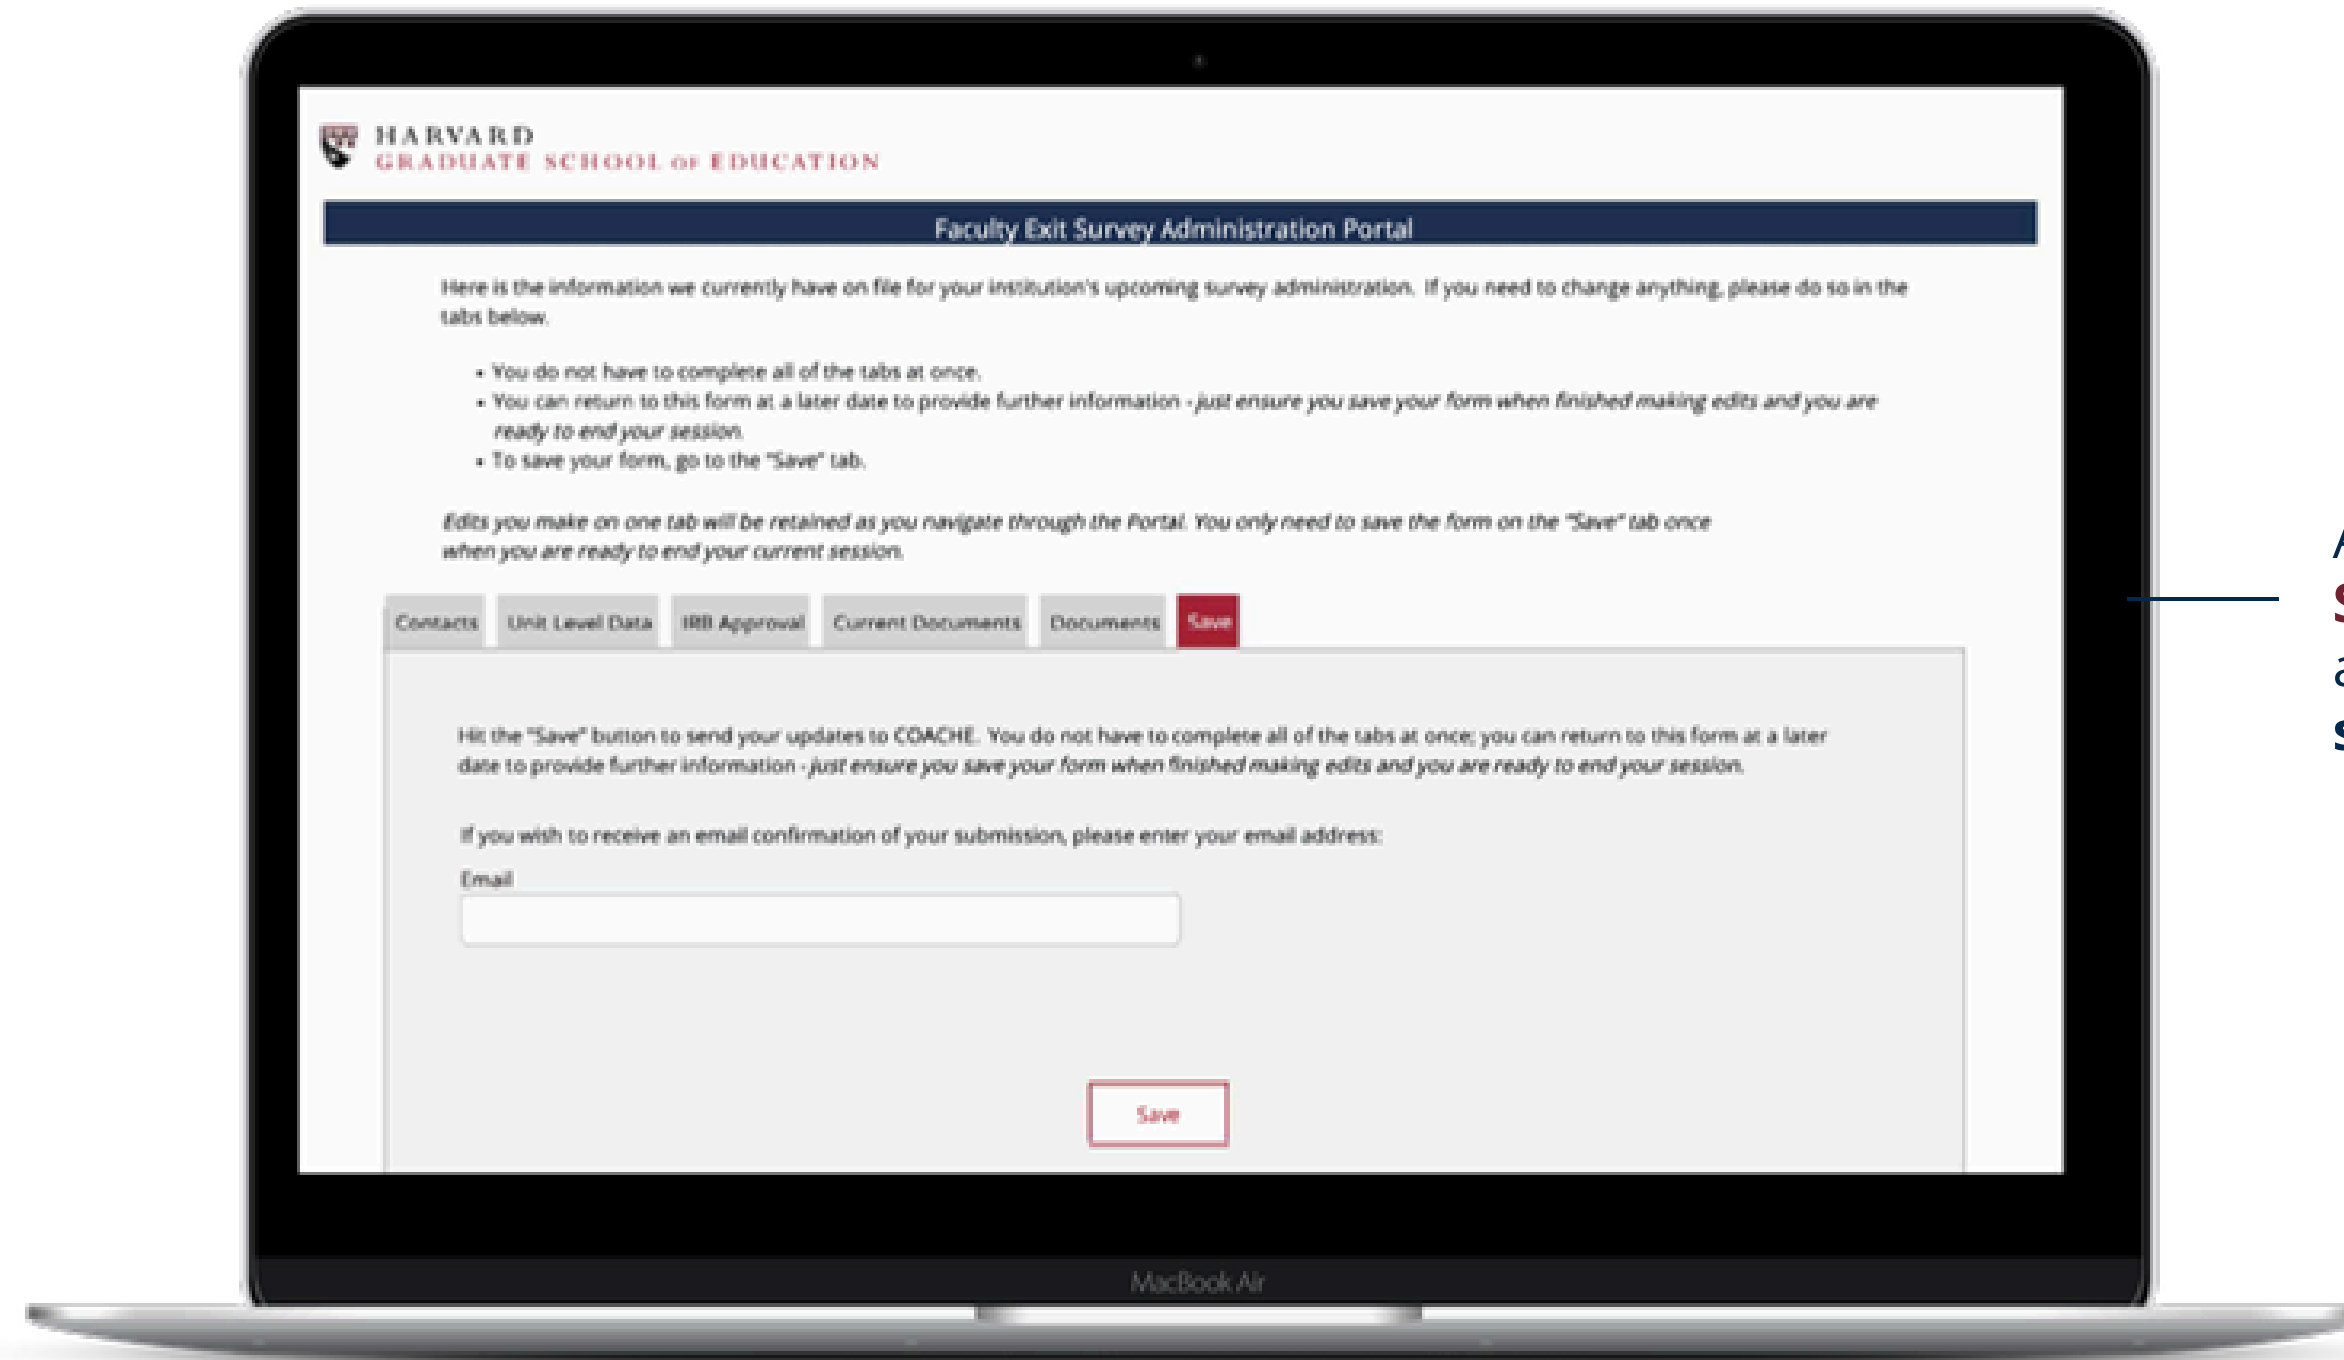 HARVARD
GRADUATE SCHOOL OF EDUCATION
Faculty Exit Survey Administration Portal
Here is the information we currently have on file for your institution's upcoming survey administration. If you need to change anything, please do so in the
tabs below.
• You do not have to complete all of the tabs at once.
• You can return to this form at a later date to provide further information - just ensure you save your form when finished making edits and you are
ready to end your session.
• To save your form, go to the "Save" tab.
Edits you make on one tab will be retained as you navigate through the Portal. You only need to save the form on the "Save" tab once
when you are ready to end your current session.
Contacts Unit Level Data IRB Approval Current Documents Documents Save
Hit the "Save" button to send your updates to COACHE. You do not have to complete all of the tabs at once; you can return to this form at a later
date to provide further information - just ensure you save your form when finished making edits and you are ready to end your session.
If you wish to receive an email confirmation of your submission, please enter your email address:
Email
Save
MacBook Air